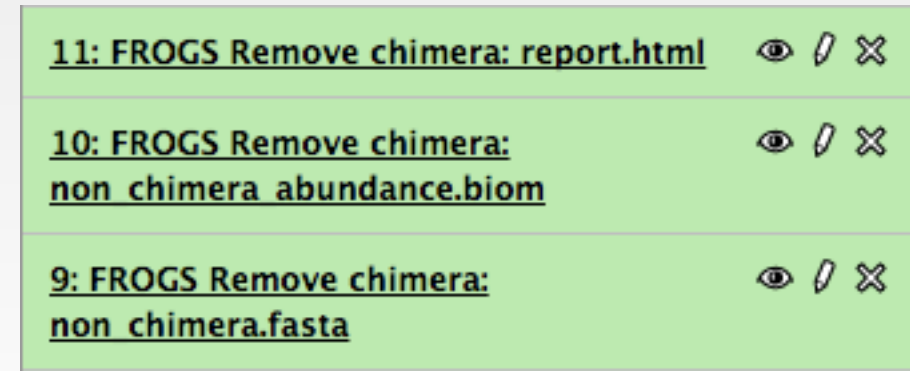 11: FROGS Remove chimera: report.html
10: FROGS Remove chimera:
non_chimera_abundance.biom
9: FROGS Remove chimera:
non_chimera.fasta